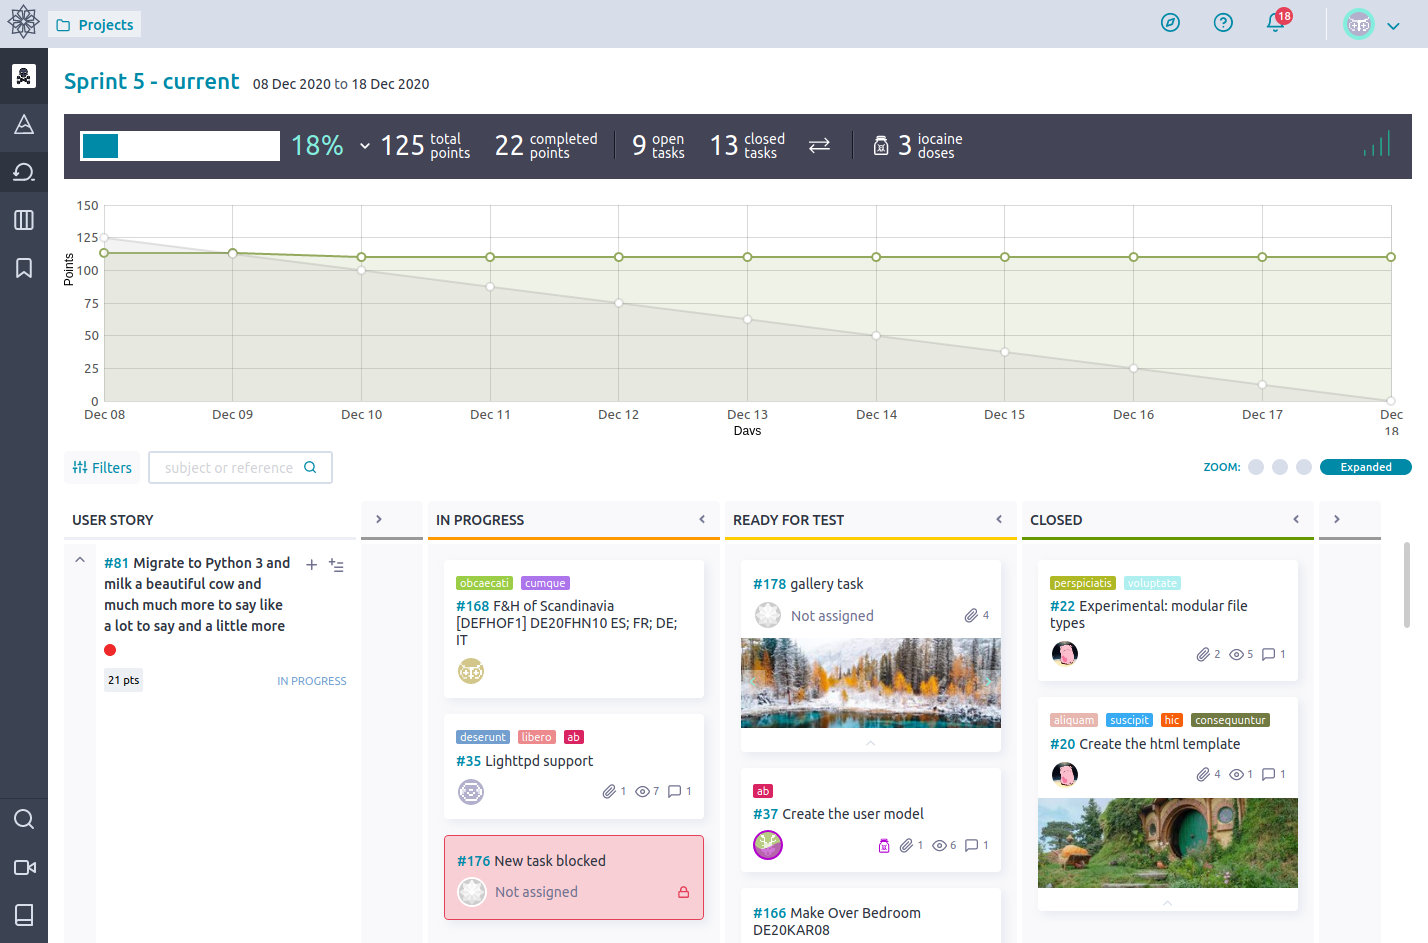 Projects
18
Sprint 5 - current 08 Dec 2020 to 18 Dec 2020
18% 125 total points 22 completed points 9 open tasks 13 closed tasks 3 iocaine doses
150
125
100
75
50
25
0
Points
Dec 08 Dec 09 Dec 10 Dec 11 Dec 12 Dec 13 Dec 14 Dec 15 Dec 16 Dec 17 Dec 18
Days
Filters
subject or reference
ZOOM: Expanded
USER STORY IN PROGRESS READY FOR TEST CLOSED
#81 Migrate to Python 3 and
milk a beautiful cow and
much much more to say like
a lot to say and a little more
21 pts IN PROGRESS
obcaecati cumque
#168 F&H of Scandinavia
[DEFHOF1] DE20FHN10 ES; FR; DE;
IT
deserunt libero ab
#35 Lighttpd support
1 7 1
#176 New task blocked
Not assigned
#178 gallery task
Not assigned 4
ab
#37 Create the user model
1 6 1
#166 Make Over Bedroom
DE20KAR08
perspiciatis voluptate
#22 Experimental: modular file
types
2 5 1
aliquam suscipit hic consequuntur
#20 Create the html template
4 1 1